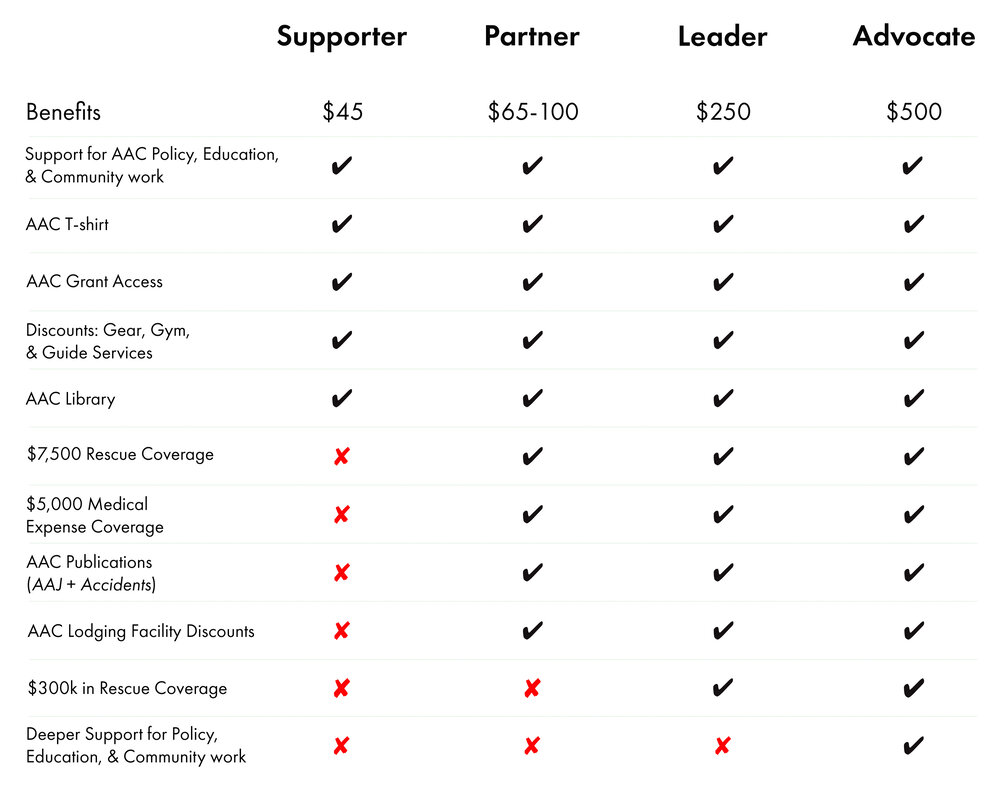 Supporter Partner Leader Advocate
Benefits $45 $65-100 $250 $500
Support for AAC Policy, Education,
& Community work ✔ ✔ ✔ ✔
AAC T-shirt ✔ ✔ ✔ ✔
AAC Grant Access ✔ ✔ ✔ ✔
Discounts: Gear, Gym,
& Guide Services ✔ ✔ ✔ ✔
AAC Library ✔ ✔ ✔ ✔
$7,500 Rescue Coverage ✘ ✔ ✔ ✔
$5,000 Medical
Expense Coverage ✘ ✔ ✔ ✔
AAC Publications
(AAJ + Accidents) ✘ ✔ ✔ ✔
AAC Lodging Facility Discounts ✘ ✔ ✔ ✔
$300k in Rescue Coverage ✘ ✘ ✔ ✔
Deeper Support for Policy,
Education, & Community work ✘ ✘ ✘ ✔